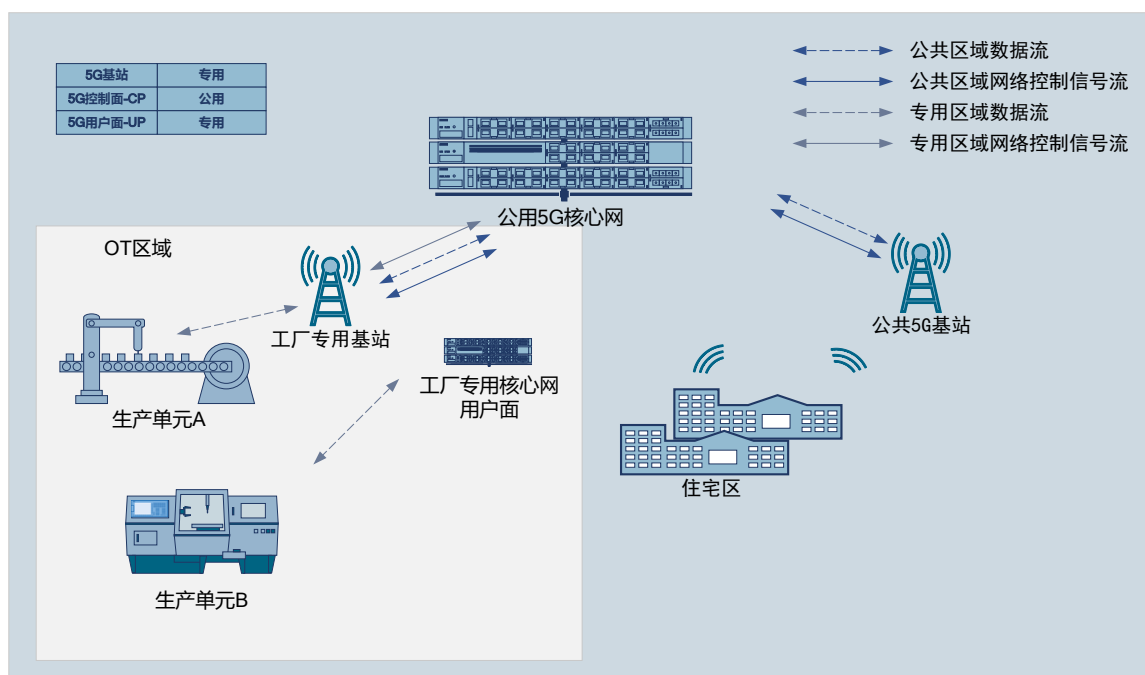 5G基站 专用
5G控制面-CP 公用
5G用户面-UP 专用
公共区域数据流
公共区域网络控制信号流
专用区域数据流
专用区域网络控制信号流
公用5G核心网
OT区域
工厂专用基站
公共5G基站
工厂专用核心网
用户面
生产单元A
住宅区
生产单元B